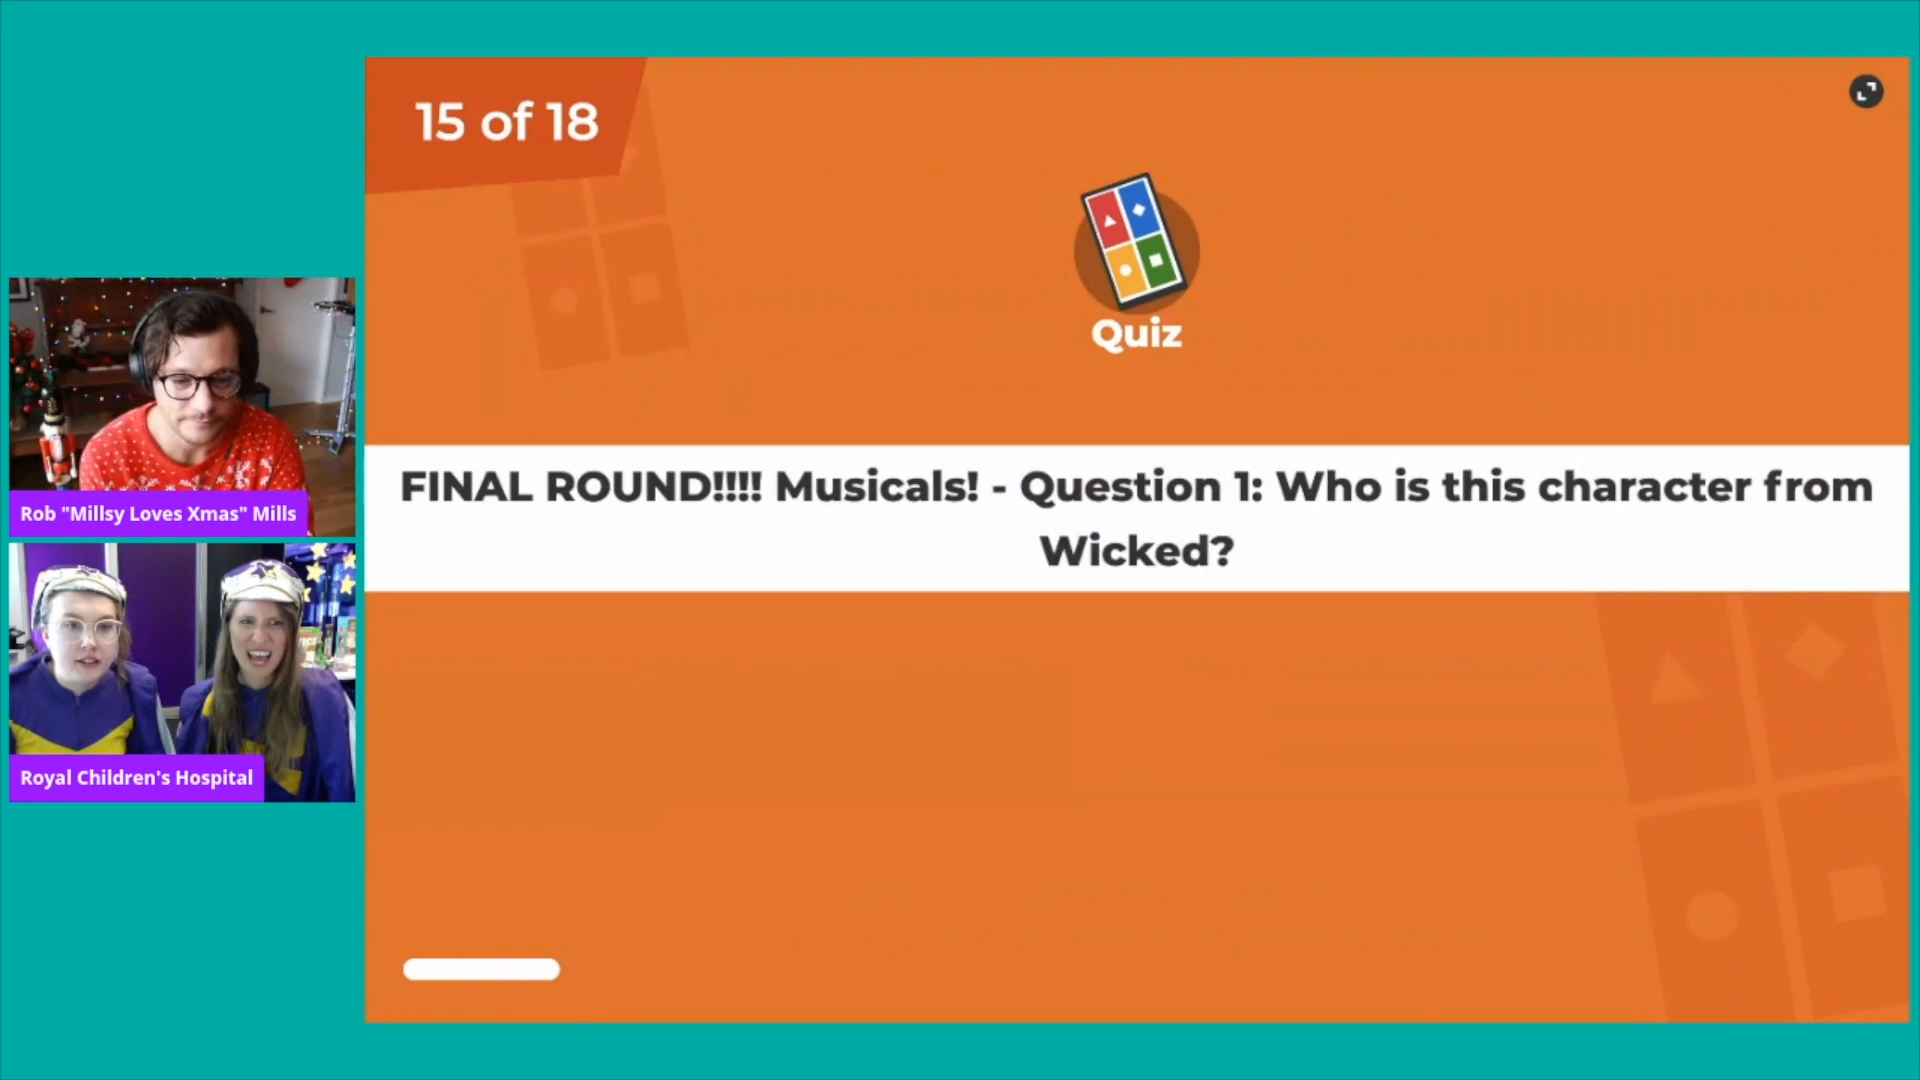 15 of 18
Quiz
FINAL ROUND!!!! Musicals! - Question 1: Who is this character from
Wicked?
Rob "Millsy Loves Xmas" Mills
Royal Children's Hospital